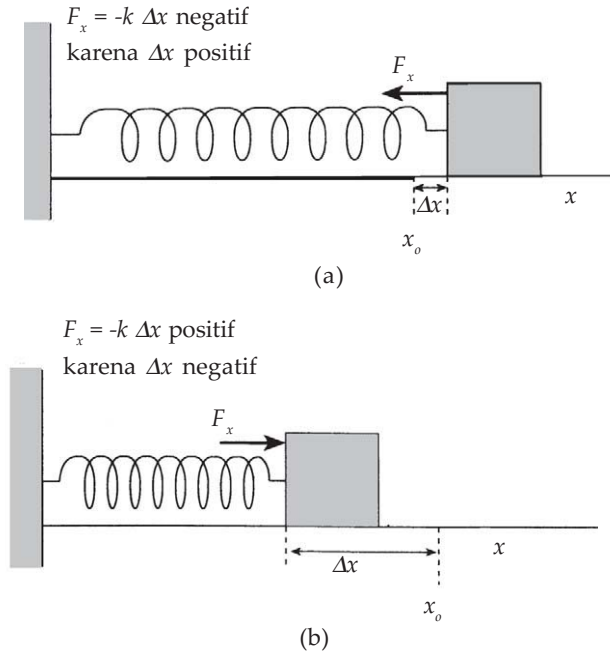 F_x = -k Δx negatif
karena Δx positif
F_x
Δx
x
x_o
(a)
F_x = -k Δx positif
karena Δx negatif
F_x
Δx
x
x_o
(b)